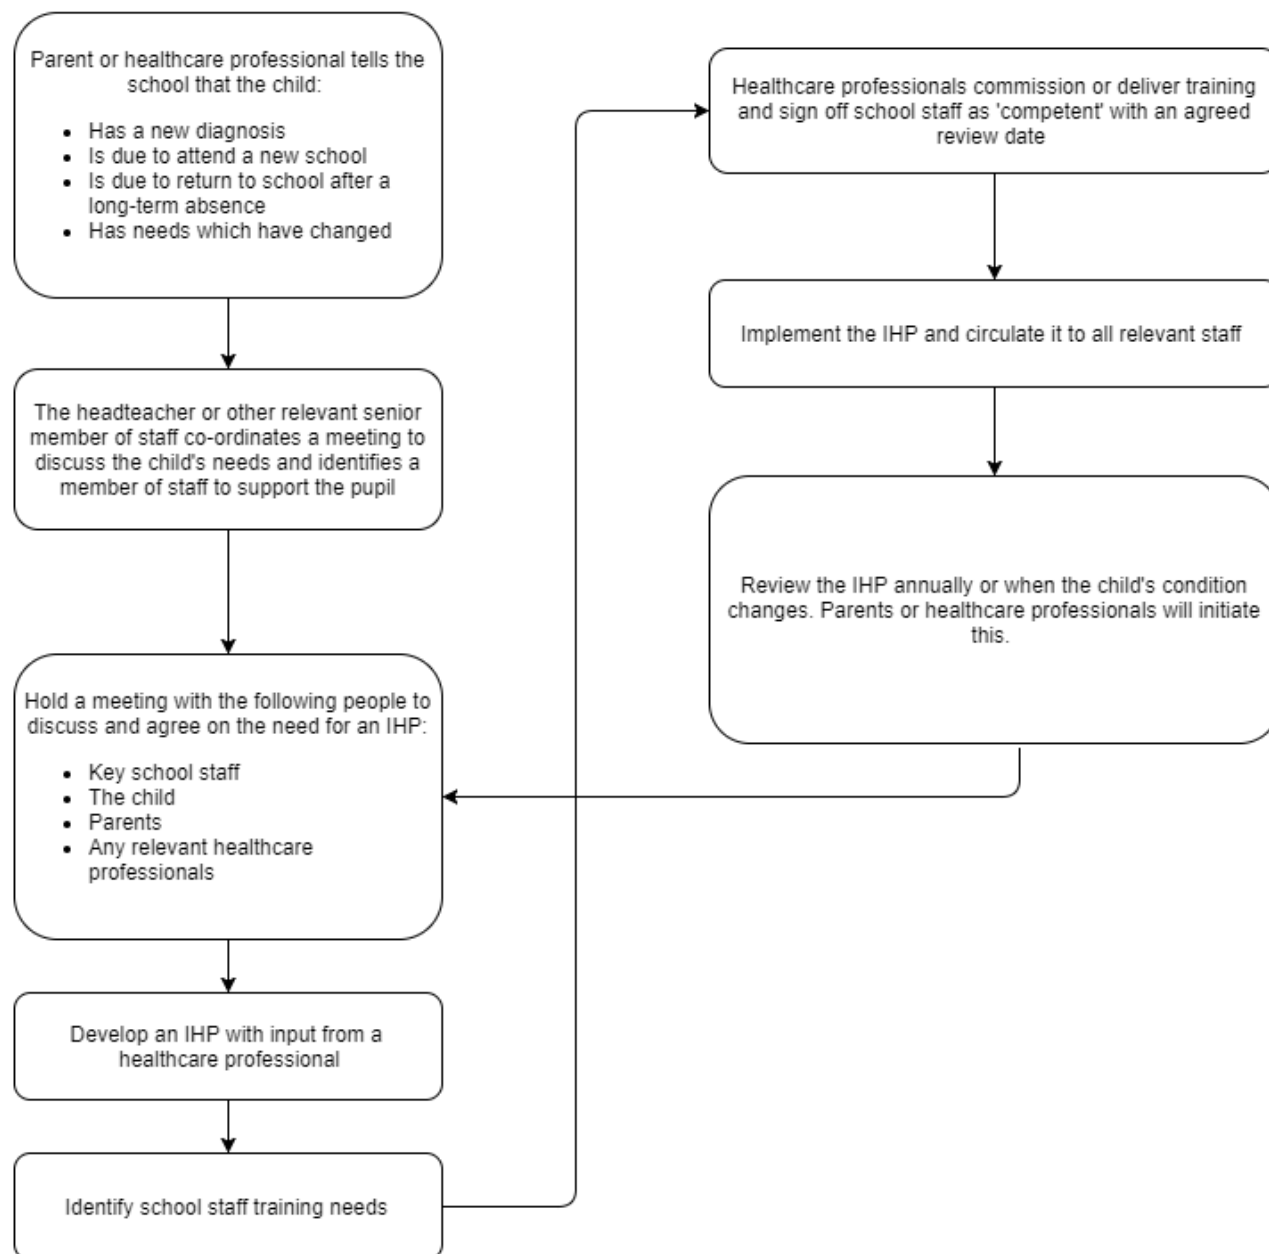 Parent or healthcare professional tells the
school that the child:
• Has a new diagnosis
• Is due to attend a new school
• Is due to return to school after a
long-term absence
• Has needs which have changed
The headteacher or other relevant senior
member of staff co-ordinates a meeting to
discuss the child's needs and identifies a
member of staff to support the pupil
Hold a meeting with the following people to
discuss and agree on the need for an IHP:
• Key school staff
• The child
• Parents
• Any relevant healthcare
professionals
Develop an IHP with input from a
healthcare professional
Identify school staff training needs
Healthcare professionals commission or deliver training
and sign off school staff as 'competent' with an agreed
review date
Implement the IHP and circulate it to all relevant staff
Review the IHP annually or when the child's condition
changes. Parents or healthcare professionals will initiate
this.